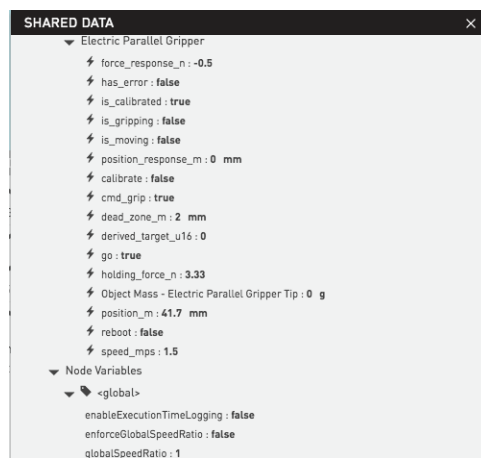 SHARED DATA
Electric Parallel Gripper
force_response_n : -0.5
has_error : false
is_calibrated : true
is_gripping : false
is_moving : false
position_response_m : 0 mm
calibrate : false
cmd_grip : true
dead_zone_m : 2 mm
derived_target_u16 : 0
go : true
holding_force_n : 3.33
Object Mass - Electric Parallel Gripper Tip : 0 g
position_m : 41.7 mm
reboot : false
speed_mps : 1.5
Node Variables
<global>
enableExecutionTimeLogging : false
enforceGlobalSpeedRatio : false
globalSpeedRatio : 1